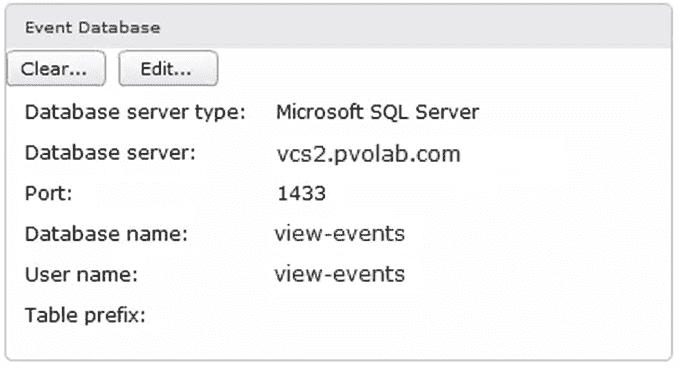 Event Database
Clear... Edit...
Database server type: Microsoft SQL Server
Database server: vcs2.pvolab.com
Port: 1433
Database name: view-events
User name: view-events
Table prefix: